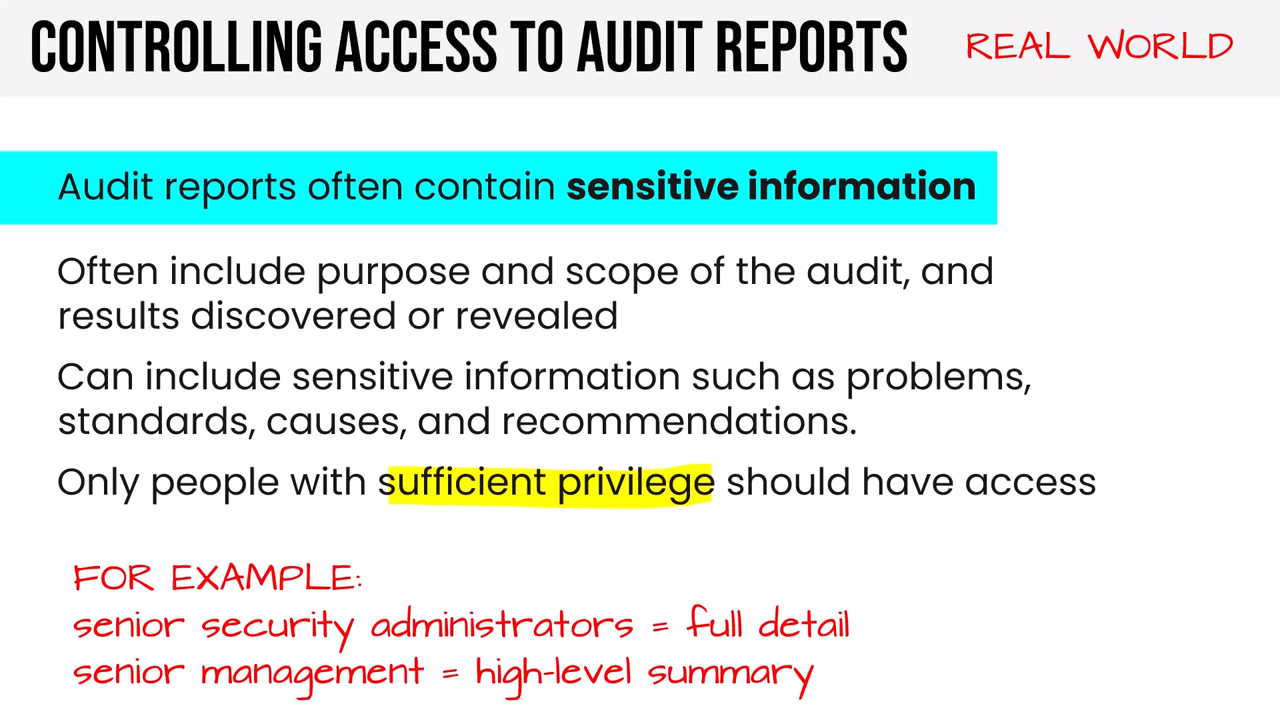 CONTROLLING ACCESS TO AUDIT REPORTS
REAL WORLD
Audit reports often contain sensitive information
Often include purpose and scope of the audit, and
results discovered or revealed
Can include sensitive information such as problems,
standards, causes, and recommendations.
Only people with sufficient privilege should have access
FOR EXAMPLE:
senior security administrators = full detail
senior management = high-level summary